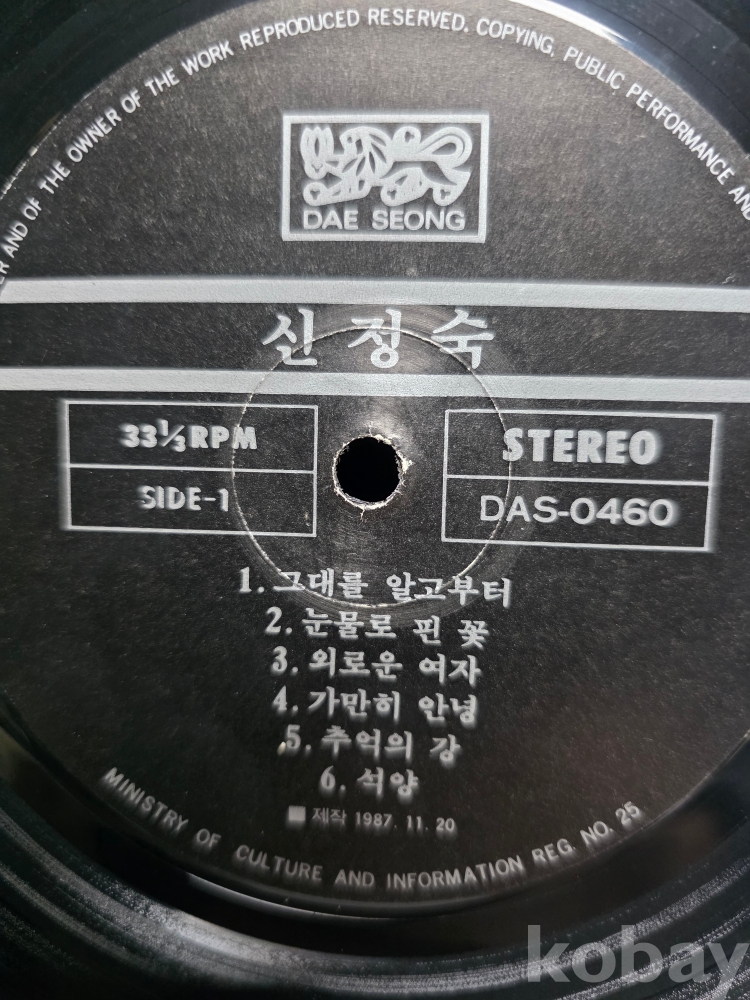 ER AND OF THE OWNER OF THE WORK REPRODUCED RESERVED. COPYING, PUBLIC PERFORMANCE AND
DAE SEONG
신정숙
33⅓RPM
SIDE-1
STEREO
DAS-0460
1. 그대를 알고부터
2. 눈물로 핀 꽃
3. 외로운 여자
4. 가만히 안녕
5. 추억의 강
6. 석양
■ 제작 1987. 11. 20
MINISTRY OF CULTURE AND INFORMATION REG. NO. 25
kobay